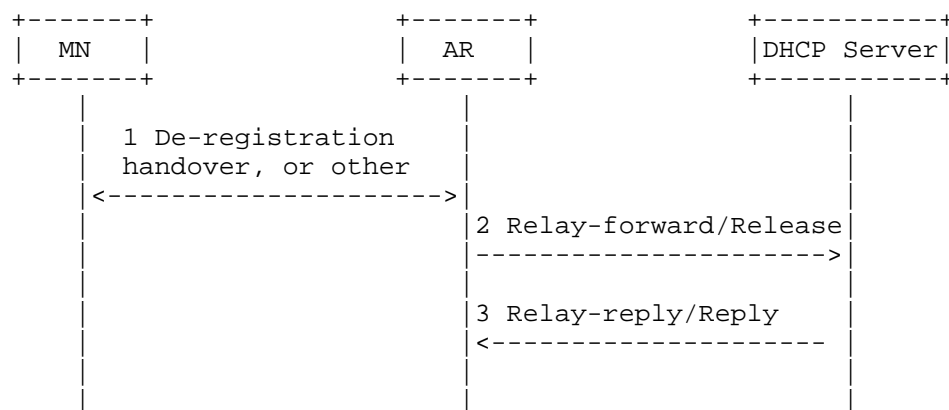 MN AR DHCP Server
1 De-registration
handover, or other
2 Relay-forward/Release
3 Relay-reply/Reply